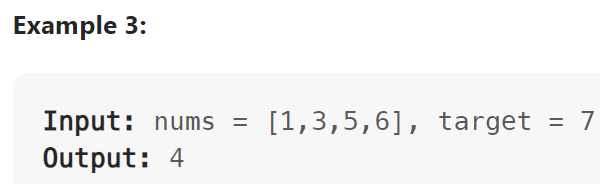 Example 3:
Input: nums = [1,3,5,6], target = 7
Output: 4